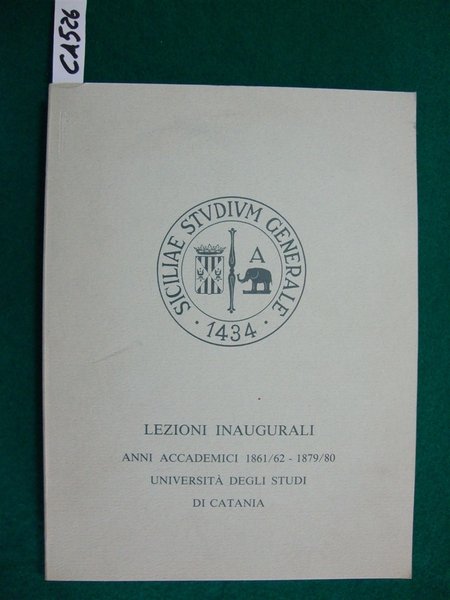 CA526
SICILIAE STVDIVM GENERALE
· 1434 ·
A
LEZIONI INAUGURALI
ANNI ACCADEMICI 1861/62 - 1879/80
UNIVERSITÀ DEGLI STUDI
DI CATANIA